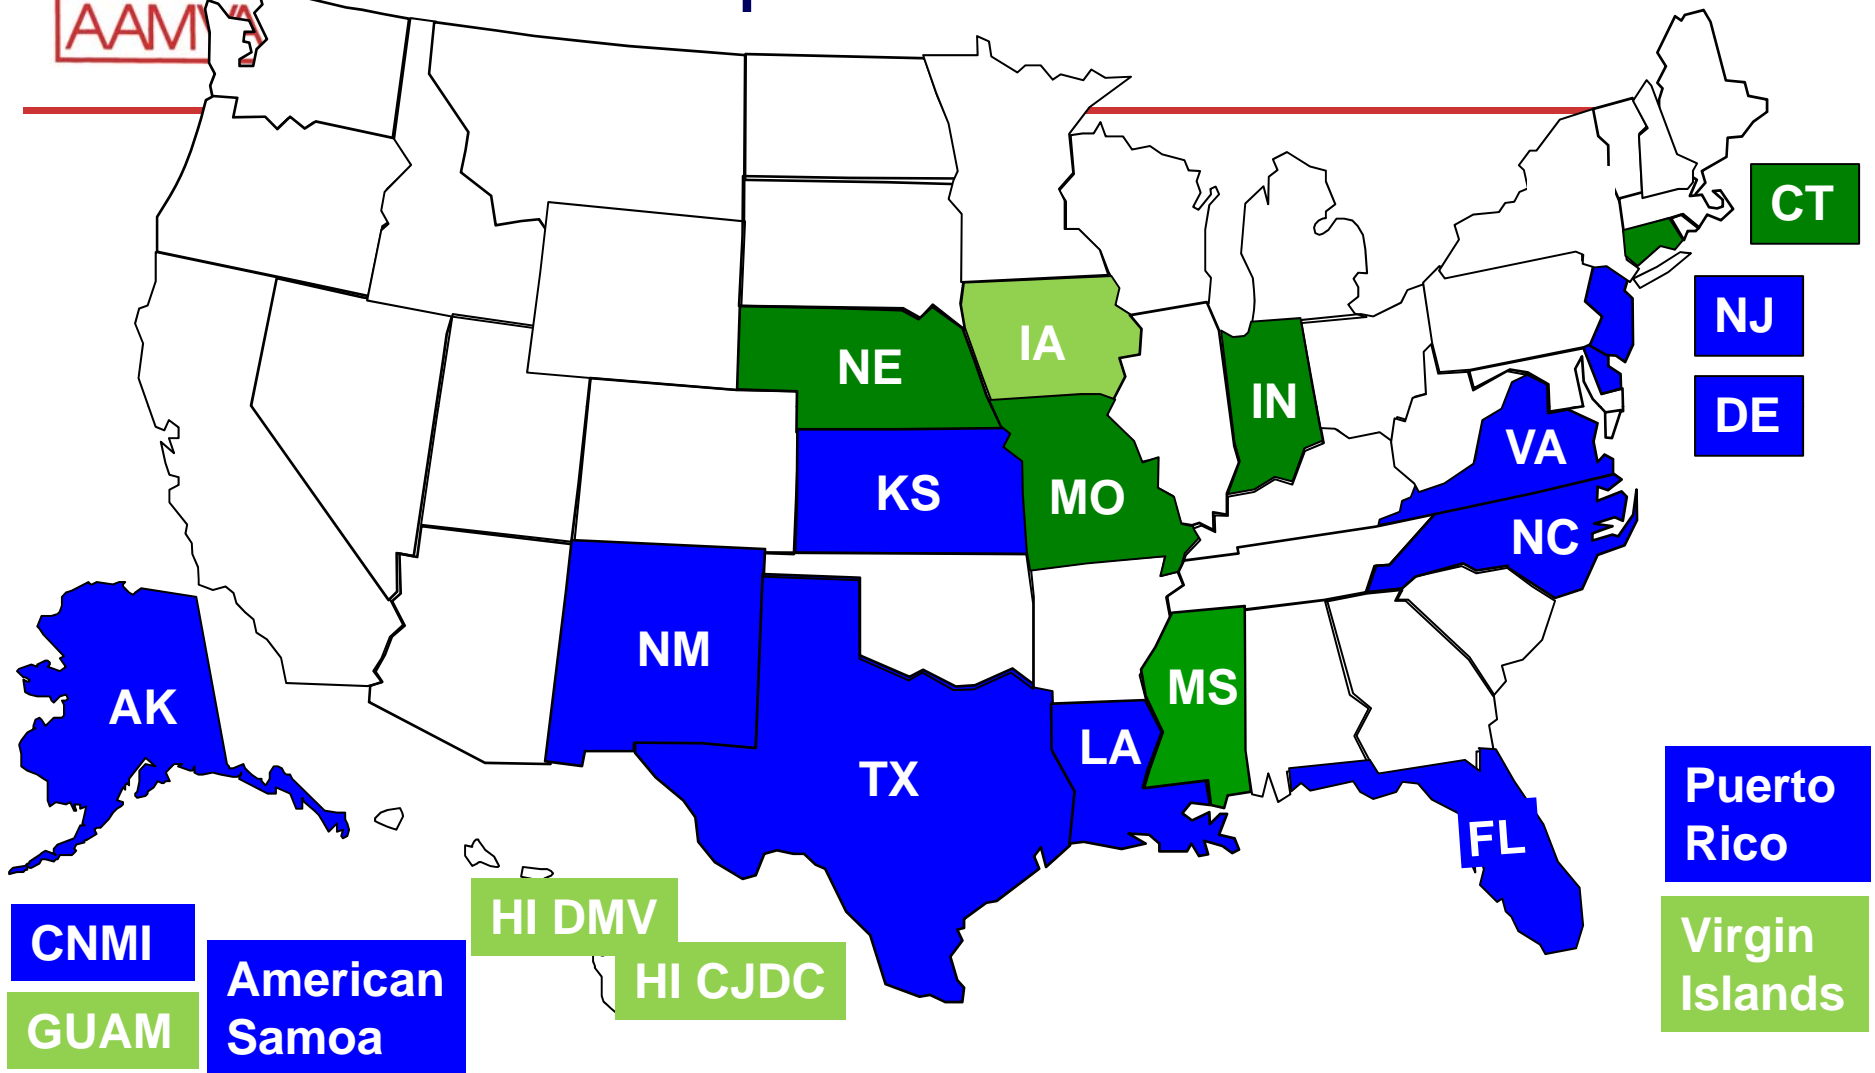 AAMVA
CT
NJ
DE
NE
IA
IN
VA
KS
MO
NC
NM
MS
AK
LA
TX
FL
Puerto
Rico
HI DMV
CNMI
Virgin
Islands
American
Samoa
HI CJDC
GUAM